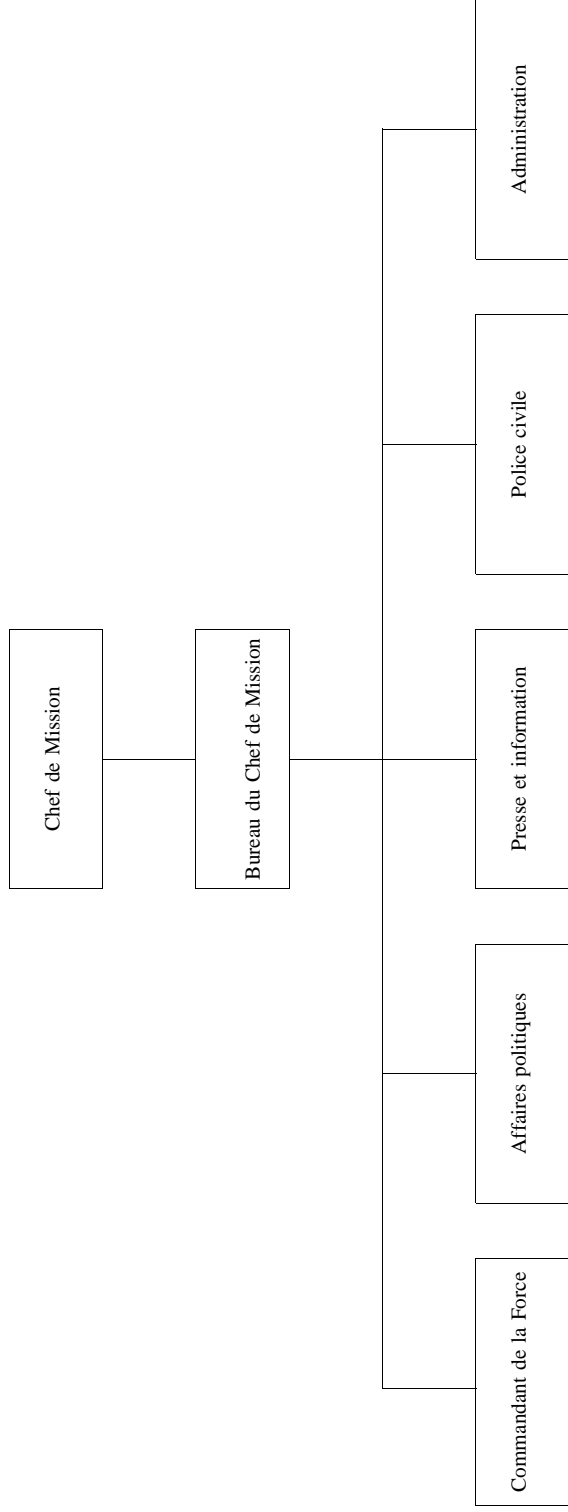 Chef de Mission
Bureau du Chef de Mission
Commandant de la Force
Affaires politiques
Presse et information
Police civile
Administration